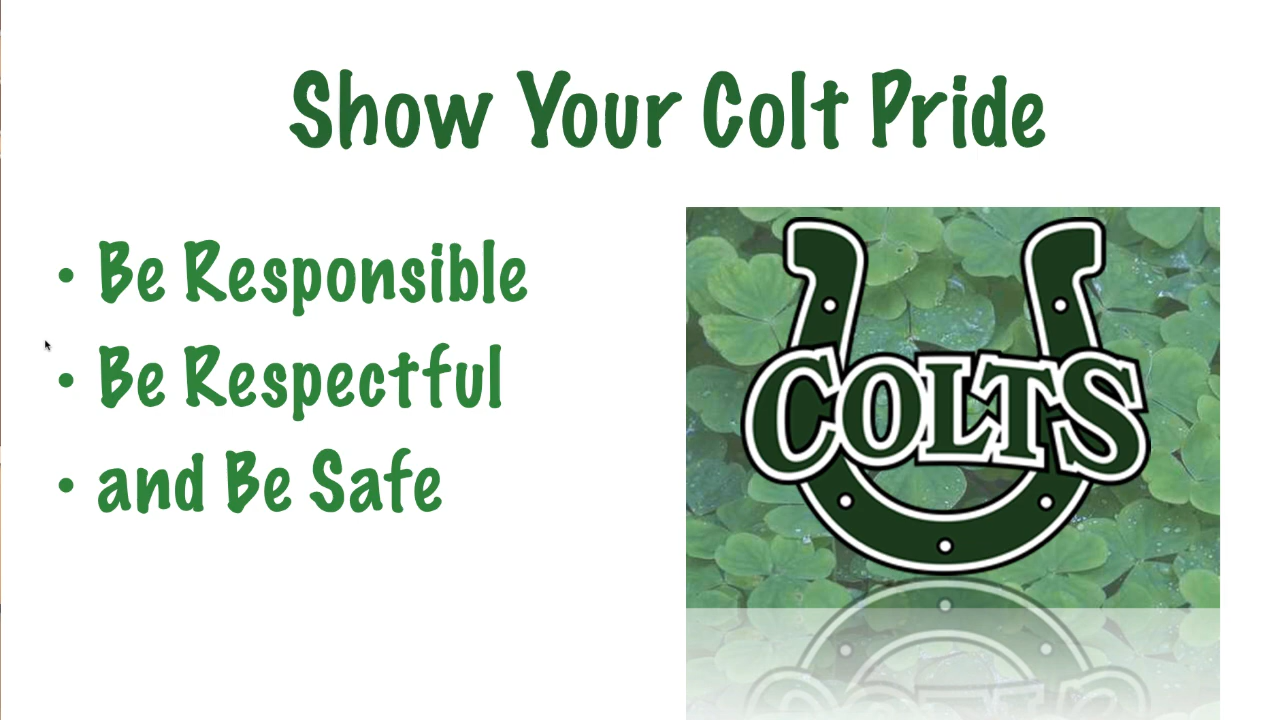 Show Your Colt Pride
• Be Responsible
• Be Respectful
• and Be Safe
COLTS